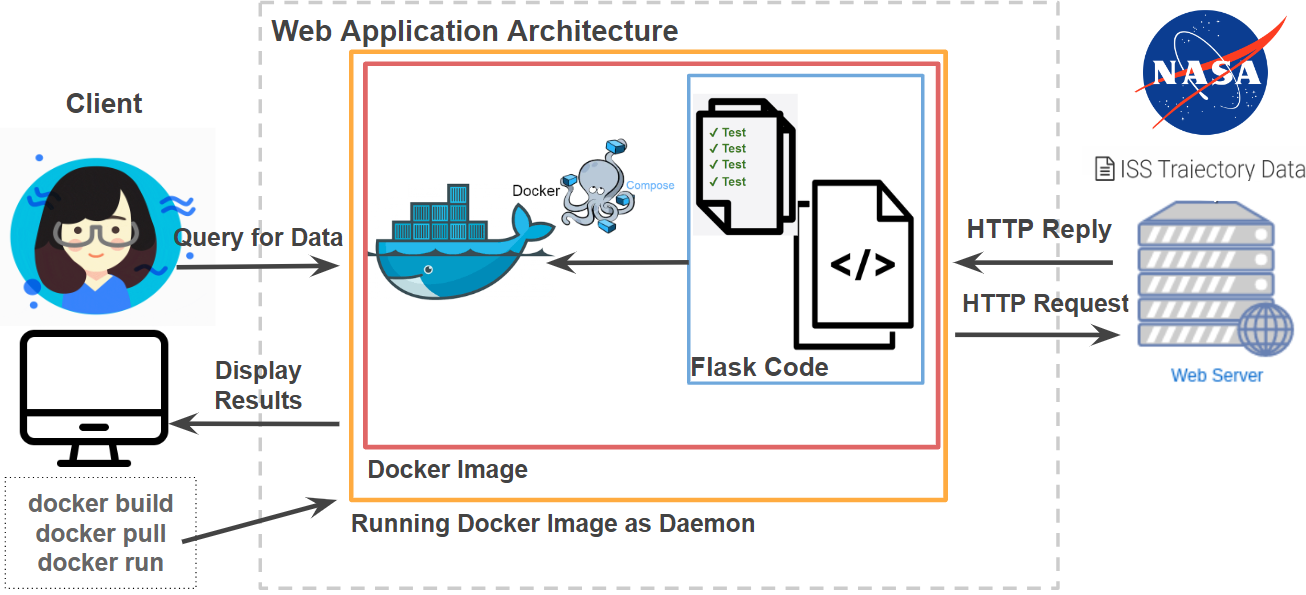 Web Application Architecture
Client
Query for Data
Display
Results
docker build
docker pull
docker run
Docker
Compose
✓ Test
✓ Test
✓ Test
✓ Test
</>
Flask Code
Docker Image
Running Docker Image as Daemon
NASA
ISS Trajectory Data
HTTP Reply
HTTP Request
Web Server